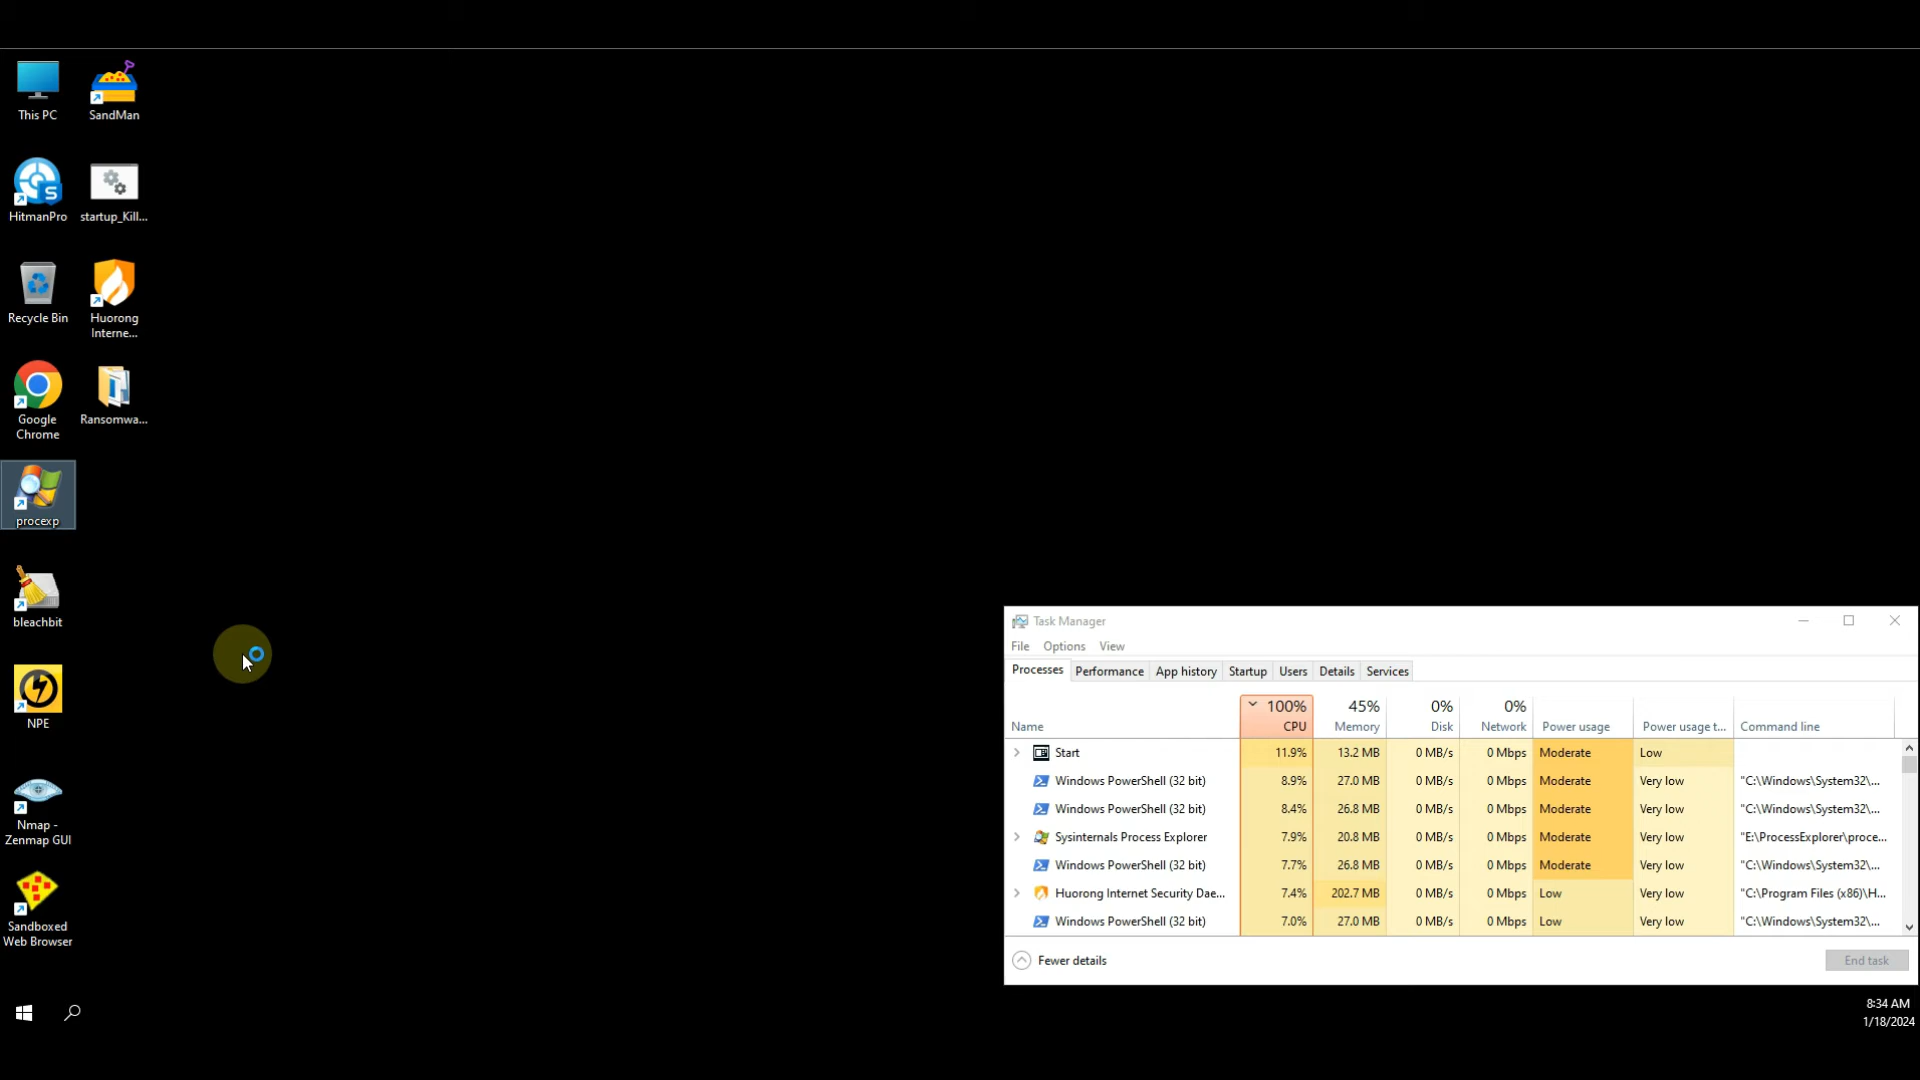 This PC
SandMan
HitmanPro
startup_Kill...
Recycle Bin
Huorong
Interne...
Google
Chrome
Ransomwa...
procexp
bleachbit
NPE
Nmap -
Zenmap GUI
Sandboxed
Web Browser
Task Manager
File Options View
Processes Performance App history Startup Users Details Services
100% 45% 0% 0%
Name CPU Memory Disk Network Power usage Power usage t... Command line
Start 11.9% 13.2 MB 0 MB/s 0 Mbps Moderate Low
Windows PowerShell (32 bit) 8.9% 27.0 MB 0 MB/s 0 Mbps Moderate Very low "C:\Windows\System32\...
Windows PowerShell (32 bit) 8.4% 26.8 MB 0 MB/s 0 Mbps Moderate Very low "C:\Windows\System32\...
Sysinternals Process Explorer 7.9% 20.8 MB 0 MB/s 0 Mbps Moderate Very low "E:\ProcessExplorer\proce...
Windows PowerShell (32 bit) 7.7% 26.8 MB 0 MB/s 0 Mbps Moderate Very low "C:\Windows\System32\...
Huorong Internet Security Dae... 7.4% 202.7 MB 0 MB/s 0 Mbps Low Very low "C:\Program Files (x86)\H...
Windows PowerShell (32 bit) 7.0% 27.0 MB 0 MB/s 0 Mbps Low Very low "C:\Windows\System32\...
Fewer details End task
8:34 AM
1/18/2024